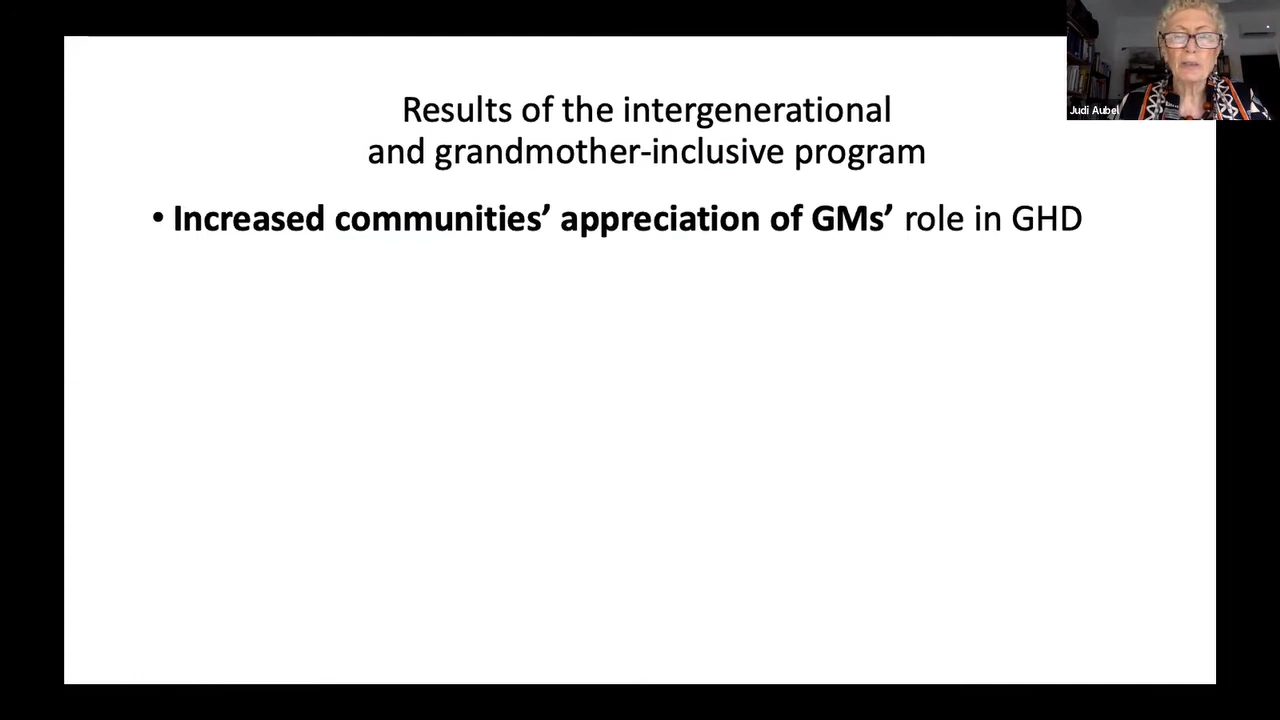 Judi Aubel
Results of the intergenerational
and grandmother-inclusive program
• Increased communities’ appreciation of GMs’ role in GHD